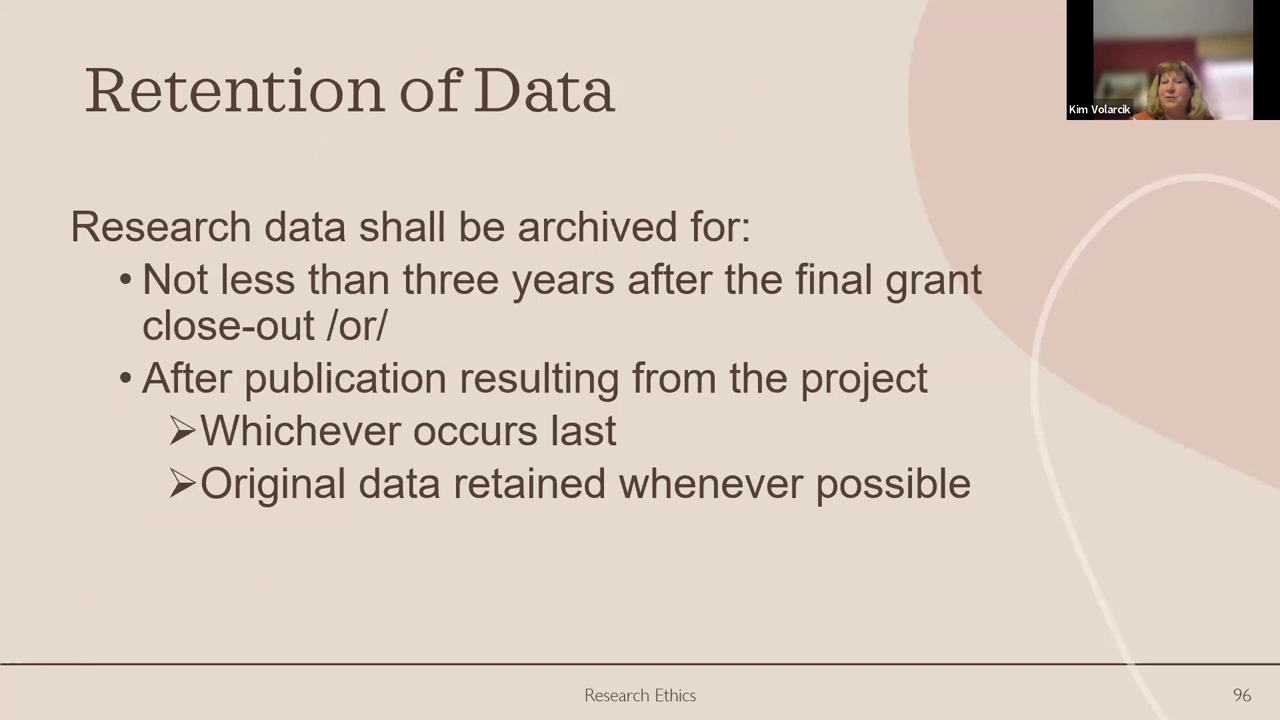 Retention of Data
Kim Volarcik
Research data shall be archived for:
• Not less than three years after the final grant
close-out /or/
• After publication resulting from the project
➢Whichever occurs last
➢Original data retained whenever possible
Research Ethics
96